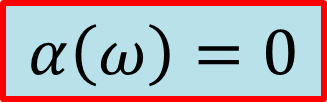 α(ω) = 0